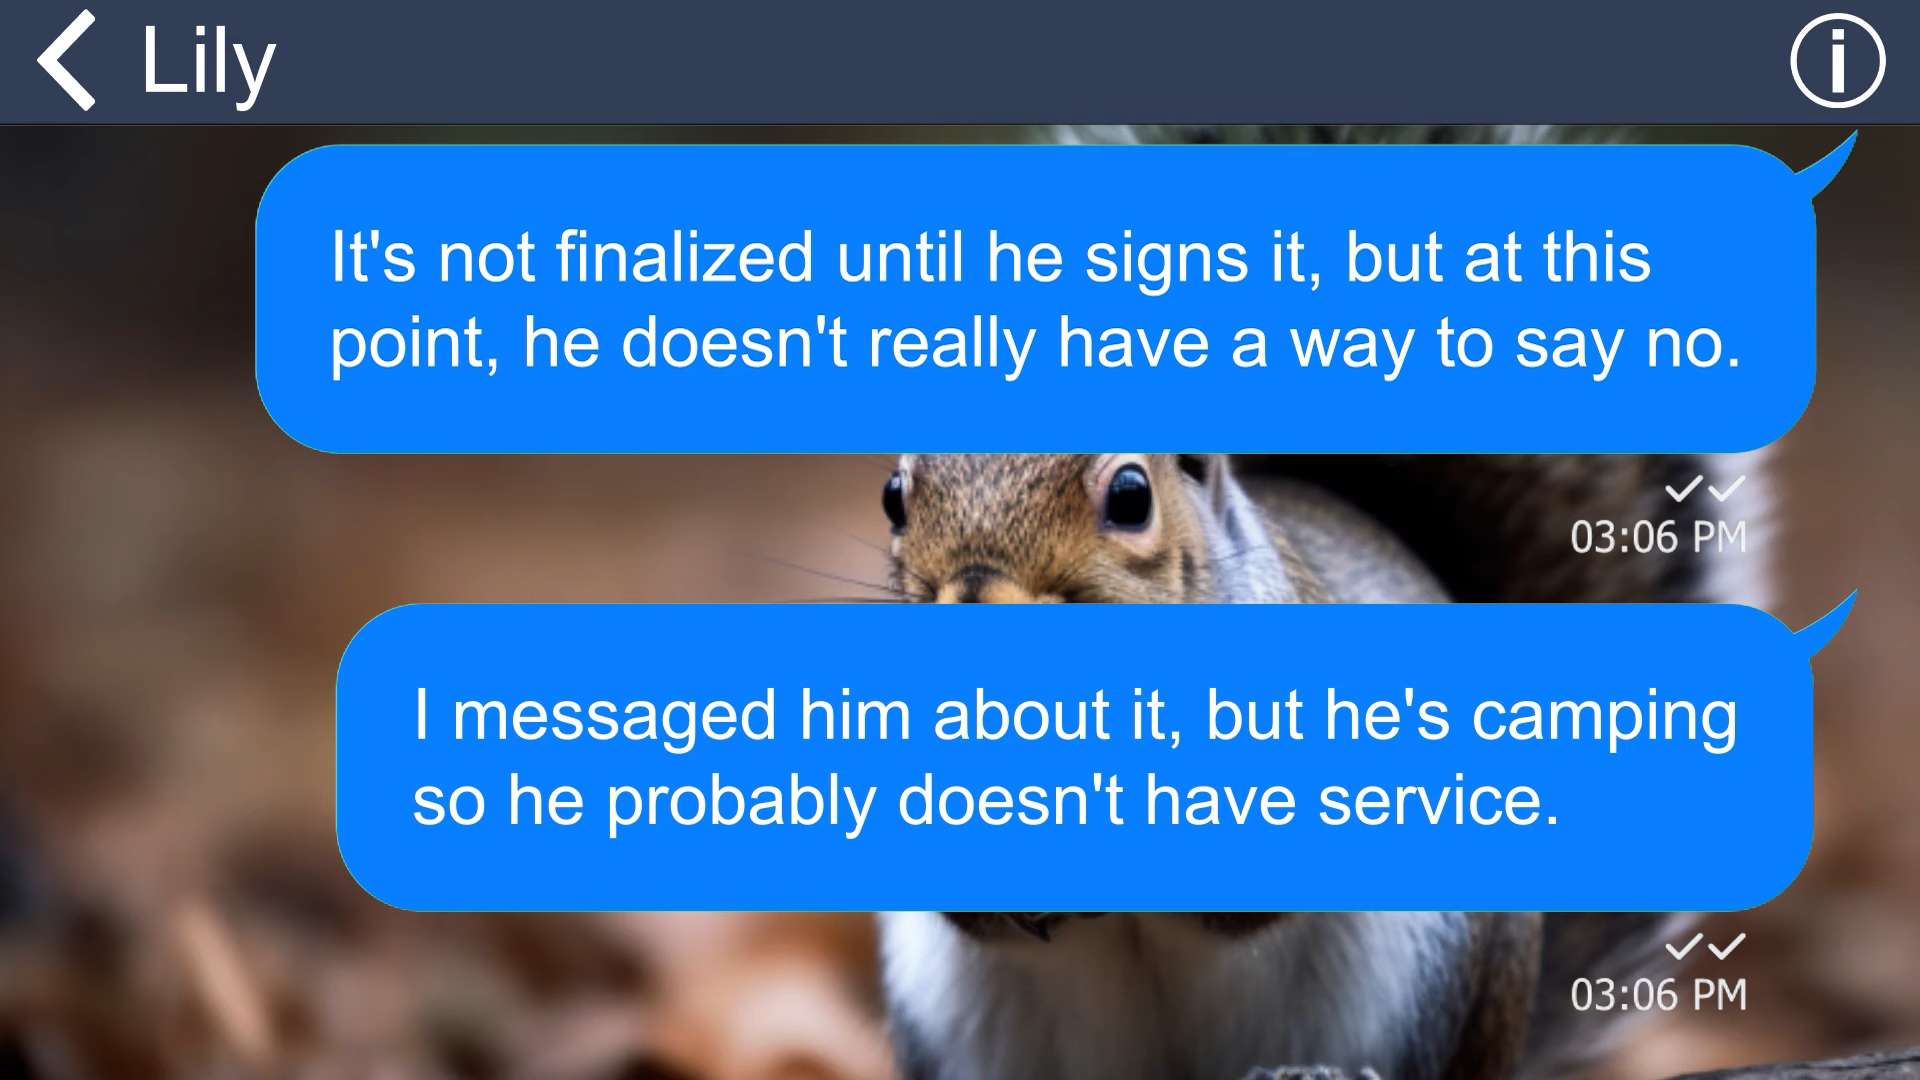 Lily
It's not finalized until he signs it, but at this
point, he doesn't really have a way to say no.
03:06 PM
I messaged him about it, but he's camping
so he probably doesn't have service.
03:06 PM